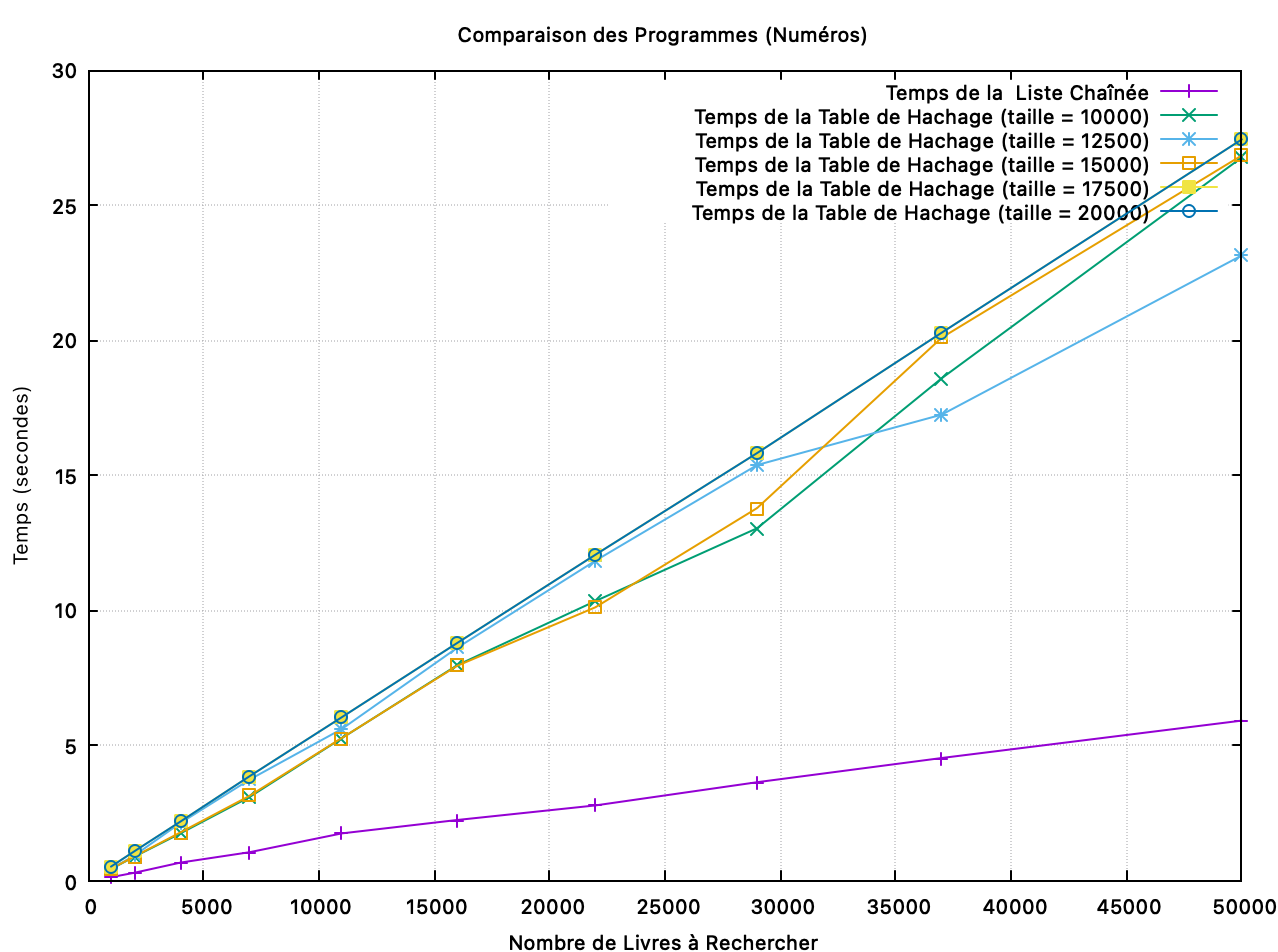 Comparaison des Programmes (Numéros)
30
25
20
15
10
5
0
Temps (secondes)
Temps de la  Liste Chaînée
Temps de la Table de Hachage (taille = 10000)
Temps de la Table de Hachage (taille = 12500)
Temps de la Table de Hachage (taille = 15000)
Temps de la Table de Hachage (taille = 17500)
Temps de la Table de Hachage (taille = 20000)
0 5000 10000 15000 20000 25000 30000 35000 40000 45000 50000
Nombre de Livres à Rechercher